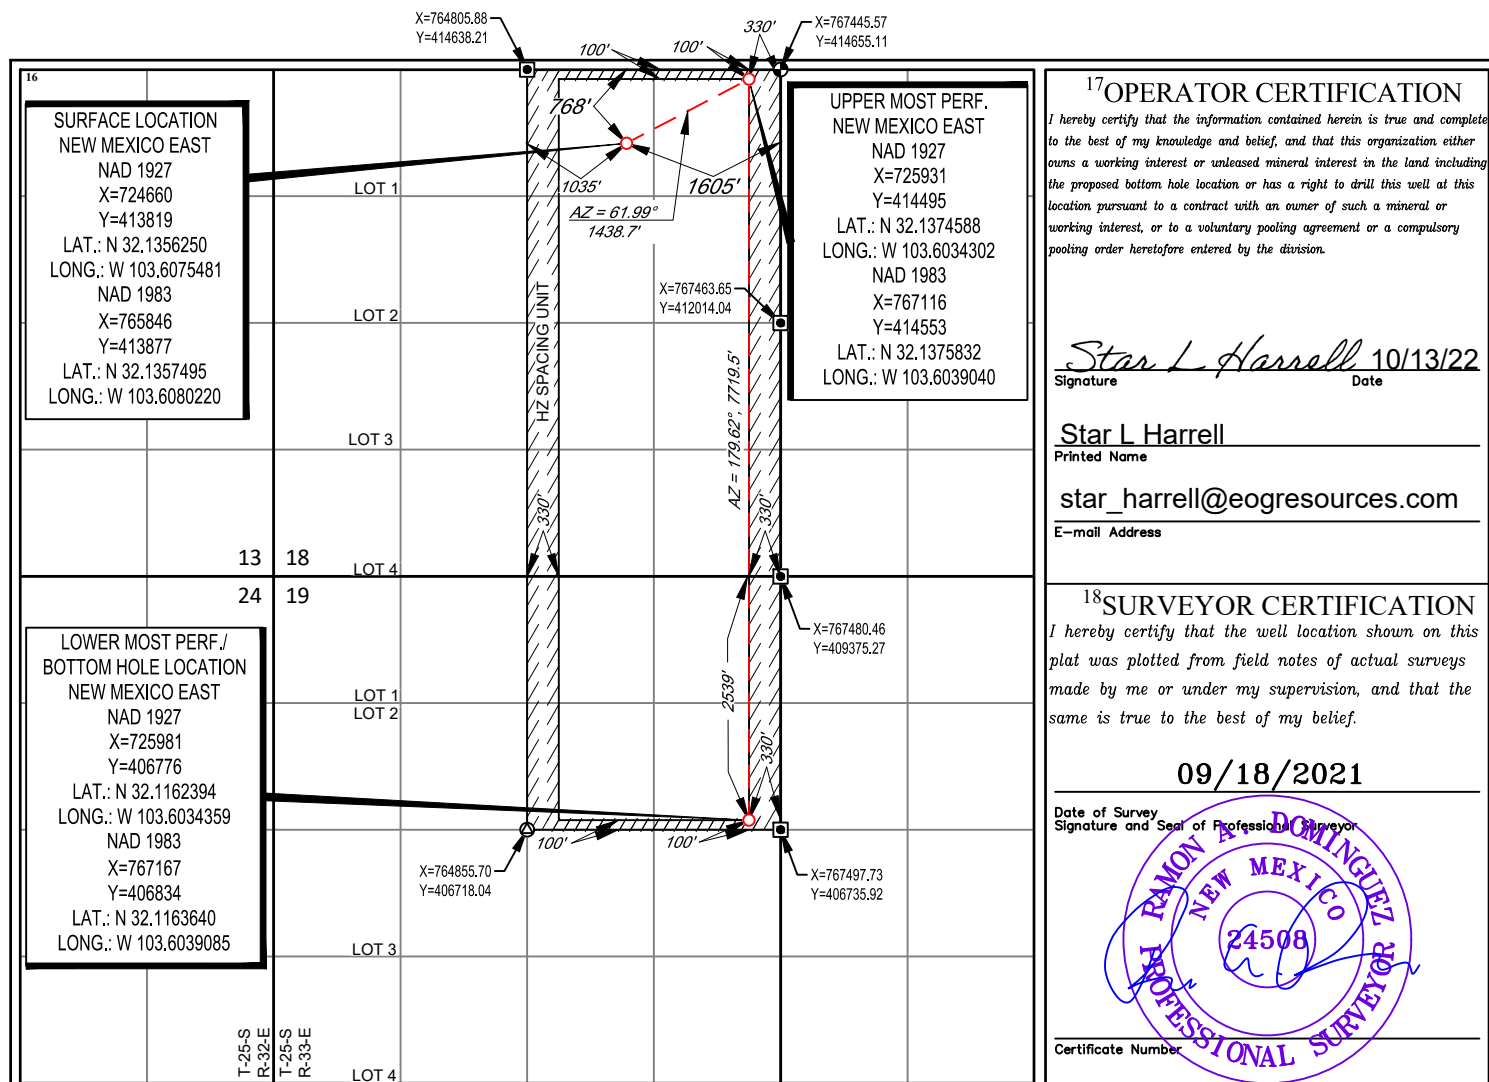 X=764805.88
Y=414638.21
100'
100'
330'
X=767445.57
Y=414655.11
16
SURFACE LOCATION
NEW MEXICO EAST
NAD 1927
X=724660
Y=413819
LAT.: N 32.1356250
LONG.: W 103.6075481
NAD 1983
X=765846
Y=413877
LAT.: N 32.1357495
LONG.: W 103.6080220
768'
1035'
1605'
AZ = 61.99°
1438.7'
UPPER MOST PERF.
NEW MEXICO EAST
NAD 1927
X=725931
Y=414495
LAT.: N 32.1374588
LONG.: W 103.6034302
NAD 1983
X=767116
Y=414553
LAT.: N 32.1375832
LONG.: W 103.6039040
LOT 1
LOT 2
LOT 3
LOT 4
X=767463.65
Y=412014.04
HZ SPACING UNIT
AZ = 179.62°, 7719.5'
330'
330'
13 18
24 19
X=767480.46
Y=409375.27
LOWER MOST PERF./
BOTTOM HOLE LOCATION
NEW MEXICO EAST
NAD 1927
X=725981
Y=406776
LAT.: N 32.1162394
LONG.: W 103.6034359
NAD 1983
X=767167
Y=406834
LAT.: N 32.1163640
LONG.: W 103.6039085
LOT 1
LOT 2
2539'
330'
100'
100'
X=764855.70
Y=406718.04
X=767497.73
Y=406735.92
LOT 3
LOT 4
T-25-S
R-32-E
T-25-S
R-33-E
17OPERATOR CERTIFICATION
I hereby certify that the information contained herein is true and complete
to the best of my knowledge and belief, and that this organization either
owns a working interest or unleased mineral interest in the land including
the proposed bottom hole location or has a right to drill this well at this
location pursuant to a contract with an owner of such a mineral or
working interest, or to a voluntary pooling agreement or a compulsory
pooling order heretofore entered by the division.
Star L Harrell 10/13/22
Signature Date
Star L Harrell
Printed Name
star_harrell@eogresources.com
E-mail Address
18SURVEYOR CERTIFICATION
I hereby certify that the well location shown on this
plat was plotted from field notes of actual surveys
made by me or under my supervision, and that the
same is true to the best of my belief.
09/18/2021
Date of Survey
Signature and Seal of Professional Surveyor
RAMON A. DOMINGUEZ
NEW MEXICO
24508
PROFESSIONAL SURVEYOR
Certificate Number